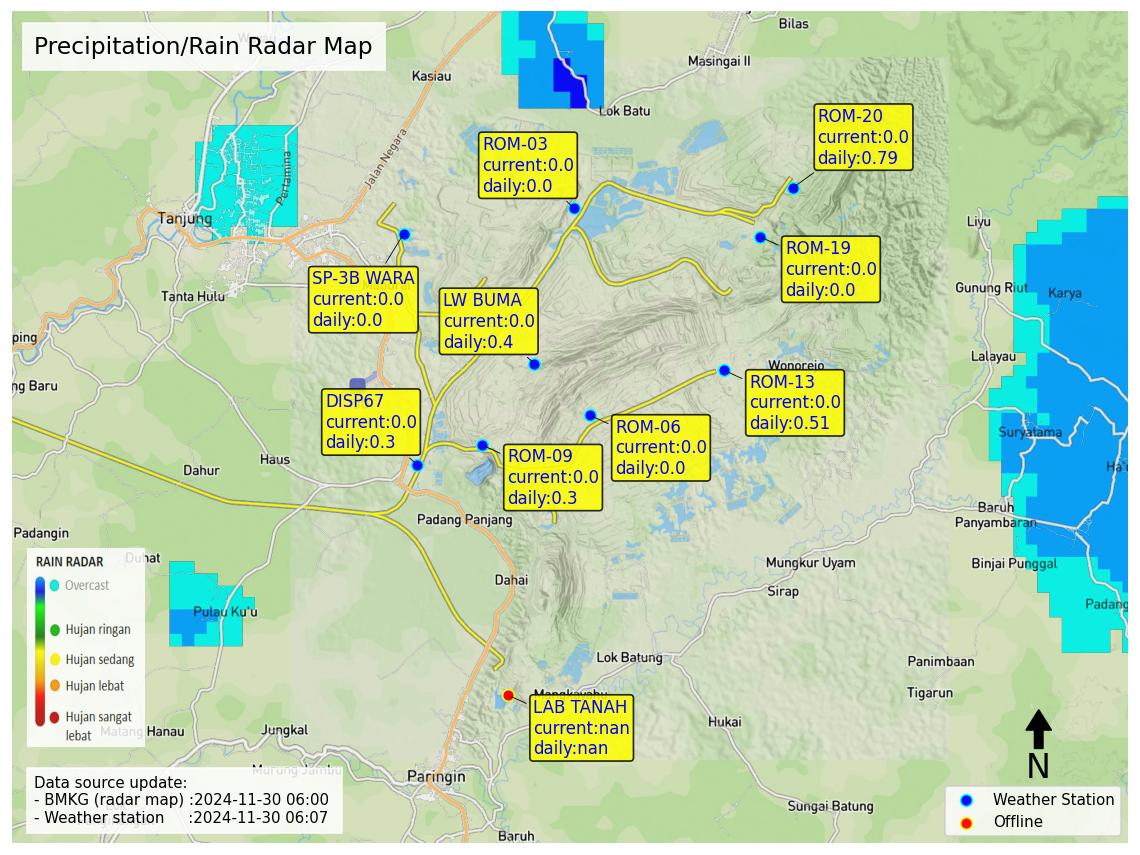 Precipitation/Rain Radar Map
Bilas
Kasiau
Masingai II
Lok Batu
Jalan Negara
Pertamina
Tanjung
Tanta Hulu
ROM-03
current:0.0
daily:0.0
ROM-20
current:0.0
daily:0.79
ROM-19
current:0.0
daily:0.0
SP-3B WARA
current:0.0
daily:0.0
LW BUMA
current:0.0
daily:0.4
Liyu
Gunung Riut
Karya
Lalayau
Wonorejo
ROM-13
current:0.0
daily:0.51
ping
ng Baru
DISP67
current:0.0
daily:0.3
ROM-06
current:0.0
daily:0.0
ROM-09
current:0.0
daily:0.3
Suryatama
Dahur
Haus
Baruh
Panyambaran
Padang Panjang
Padangin
Duhat
Binjai Punggal
Mungkur Uyam
Sirap
Dahai
Padang
Pulau Ku'u
RAIN RADAR
Overcast
Hujan ringan
Hujan sedang
Hujan lebat
Hujan sangat
lebat
Lok Batung
Panimbaan
Tigarun
Mangkayahu
LAB TANAH
current:nan
daily:nan
Hukai
Matang Hanau
Jungkal
Murung Jambu
Paringin
Sungai Batung
Baruh
Data source update:
- BMKG (radar map) :2024-11-30 06:00
- Weather station :2024-11-30 06:07
N
Weather Station
Offline